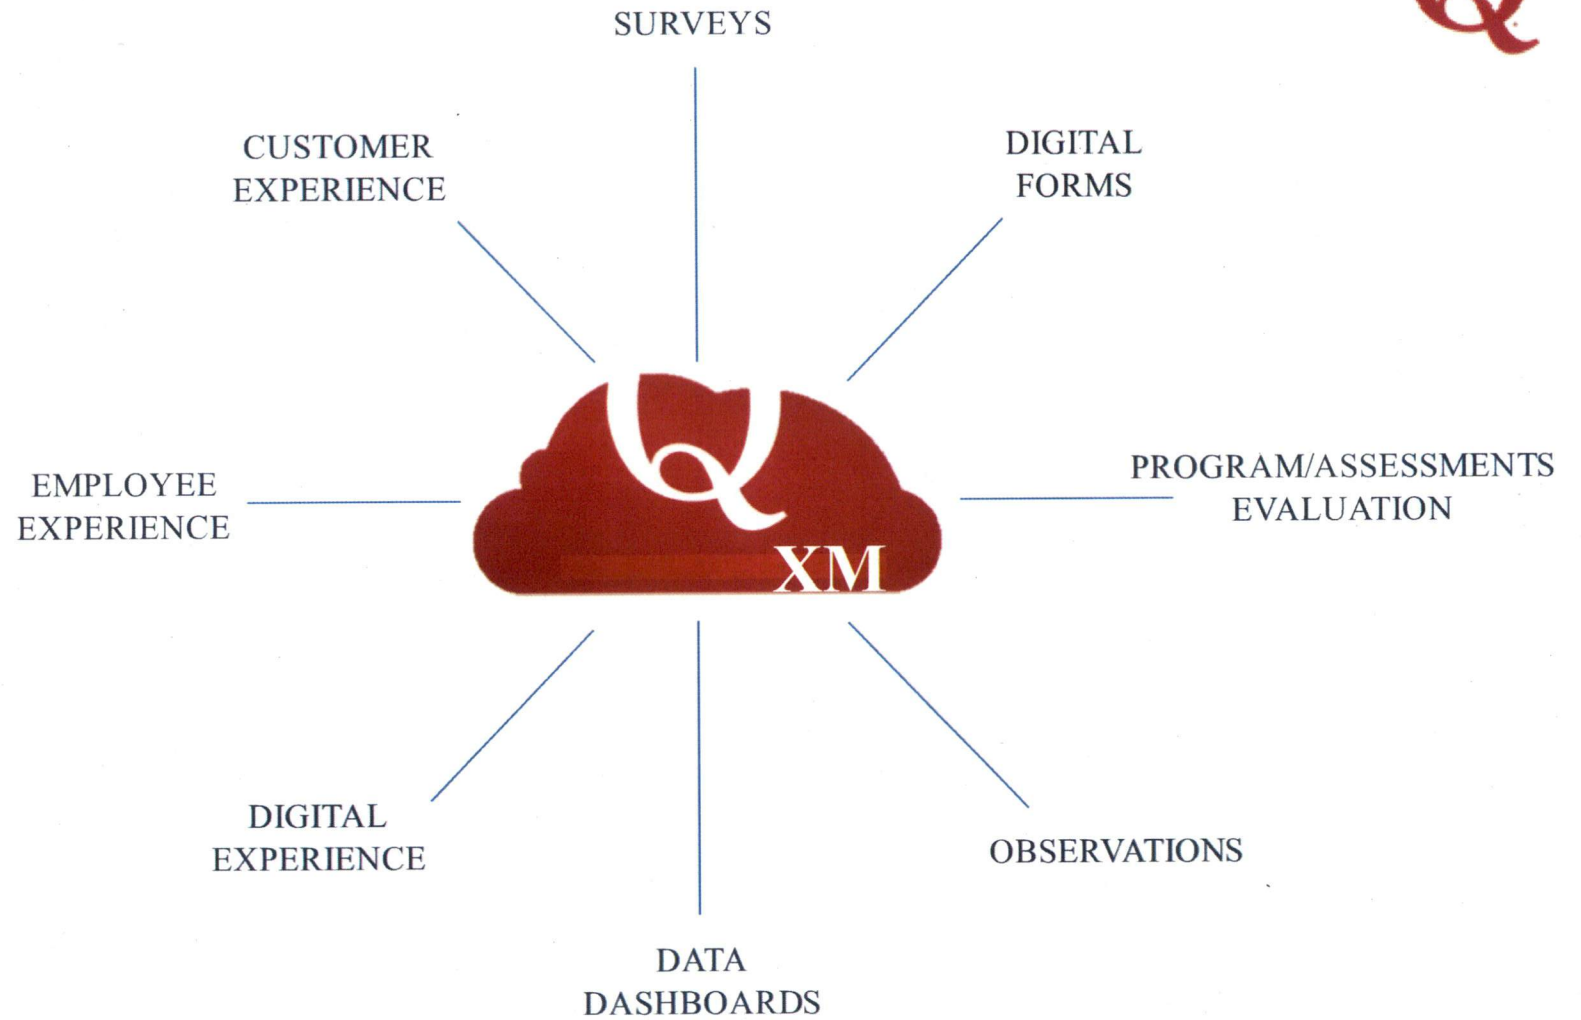 SURVEYS
CUSTOMER
EXPERIENCE
DIGITAL
FORMS
Q
XM
EMPLOYEE
EXPERIENCE
PROGRAM/ASSESSMENTS
EVALUATION
DIGITAL
EXPERIENCE
OBSERVATIONS
DATA
DASHBOARDS
Q